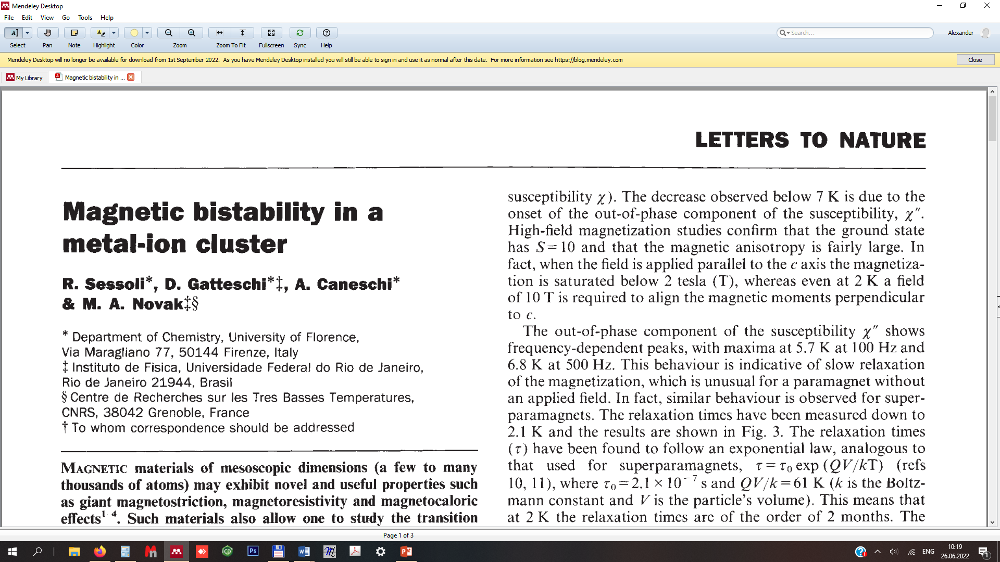 Mendeley Desktop
File Edit View Go Tools Help
Select Pan Note Highlight Color Zoom Zoom To Fit Fullscreen Sync Help
Search...
Alexander
Mendeley Desktop will no longer be available for download from 1st September 2022. As you have Mendeley Desktop installed you will still be able to sign in and use it as normal after this date. For more information see https://blog.mendeley.com
Close
My Library
Magnetic bistability in ...
LETTERS TO NATURE
Magnetic bistability in a
metal-ion cluster
R. Sessoli*, D. Gatteschi*‡, A. Caneschi*
& M. A. Novak‡§
* Department of Chemistry, University of Florence,
Via Maragliano 77, 50144 Firenze, Italy
‡ Instituto de Fisica, Universidade Federal do Rio de Janeiro,
Rio de Janeiro 21944, Brasil
§ Centre de Recherches sur les Tres Basses Temperatures,
CNRS, 38042 Grenoble, France
† To whom correspondence should be addressed
MAGNETIC materials of mesoscopic dimensions (a few to many
thousands of atoms) may exhibit novel and useful properties such
as giant magnetostriction, magnetoresistivity and magnetocaloric
effects¹ ⁴. Such materials also allow one to study the transition
susceptibility χ). The decrease observed below 7 K is due to the
onset of the out-of-phase component of the susceptibility, χ″.
High-field magnetization studies confirm that the ground state
has S = 10 and that the magnetic anisotropy is fairly large. In
fact, when the field is applied parallel to the c axis the magnetiza-
tion is saturated below 2 tesla (T), whereas even at 2 K a field
of 10 T is required to align the magnetic moments perpendicular
to c.
The out-of-phase component of the susceptibility χ″ shows
frequency-dependent peaks, with maxima at 5.7 K at 100 Hz and
6.8 K at 500 Hz. This behaviour is indicative of slow relaxation
of the magnetization, which is unusual for a paramagnet without
an applied field. In fact, similar behaviour is observed for super-
paramagnets. The relaxation times have been measured down to
2.1 K and the results are shown in Fig. 3. The relaxation times
(τ) have been found to follow an exponential law, analogous to
that used for superparamagnets, τ = τ₀ exp (QV/kT) (refs
10, 11), where τ₀ = 2.1 × 10⁻⁷ s and QV/k = 61 K (k is the Boltz-
mann constant and V is the particle's volume). This means that
at 2 K the relaxation times are of the order of 2 months. The
Page 1 of 3
ENG
10:19
26.06.2022
1